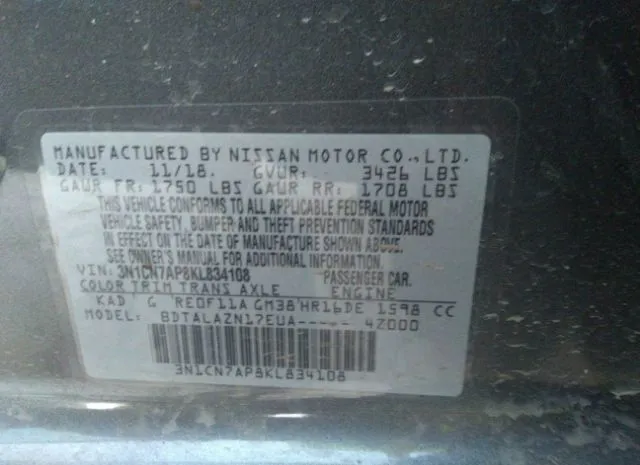 MANUFACTURED BY NISSAN MOTOR CO., LTD.
DATE: 11/18. GVWR: 3426 LBS
GAWR FR: 1750 LBS GAWR RR: 1708 LBS
THIS VEHICLE CONFORMS TO ALL APPLICABLE FEDERAL MOTOR
VEHICLE SAFETY, BUMPER AND THEFT PREVENTION STANDARDS
IN EFFECT ON THE DATE OF MANUFACTURE SHOWN ABOVE.
SEE OWNER'S MANUAL FOR ADDITIONAL INFORMATION.
VIN: 3N1CN7AP8KL834108 PASSENGER CAR.
COLOR TRIM TRANS AXLE ENGINE
KAD G RE0F11A GM38 HR16DE 1598 CC
MODEL: BDTALAZN17EUA----- 4Z000
3N1CN7AP8KL834108